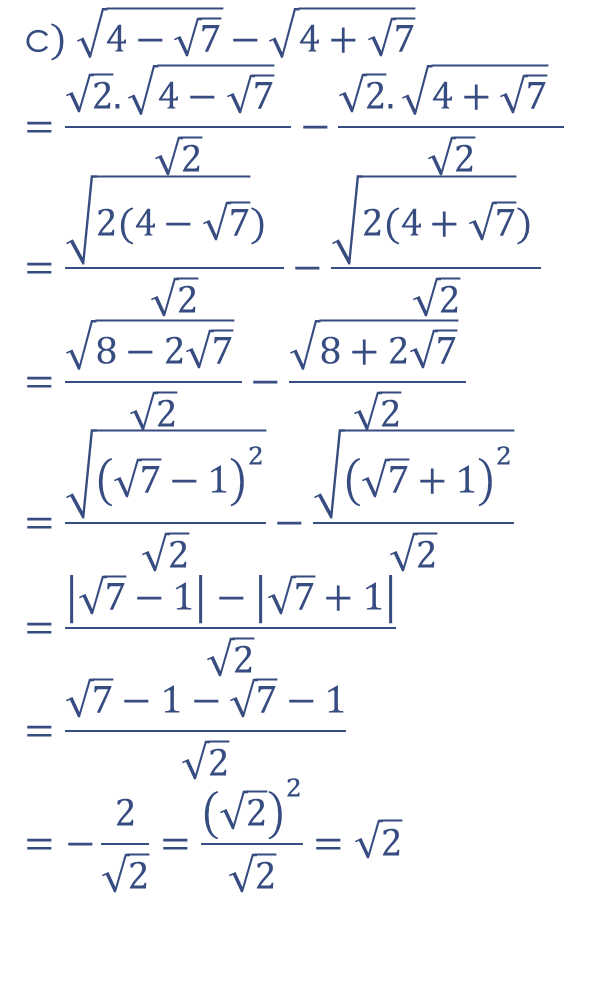 c) √(4 − √7) − √(4 + √7)
= (√2.√(4 − √7))/√2 − (√2.√(4 + √7))/√2
= √(2(4 − √7))/√2 − √(2(4 + √7))/√2
= √(8 − 2√7)/√2 − √(8 + 2√7)/√2
= √((√7 − 1)²)/√2 − √((√7 + 1)²)/√2
= (|√7 − 1| − |√7 + 1|)/√2
= (√7 − 1 − √7 − 1)/√2
= − 2/√2 = (√2)²/√2 = √2